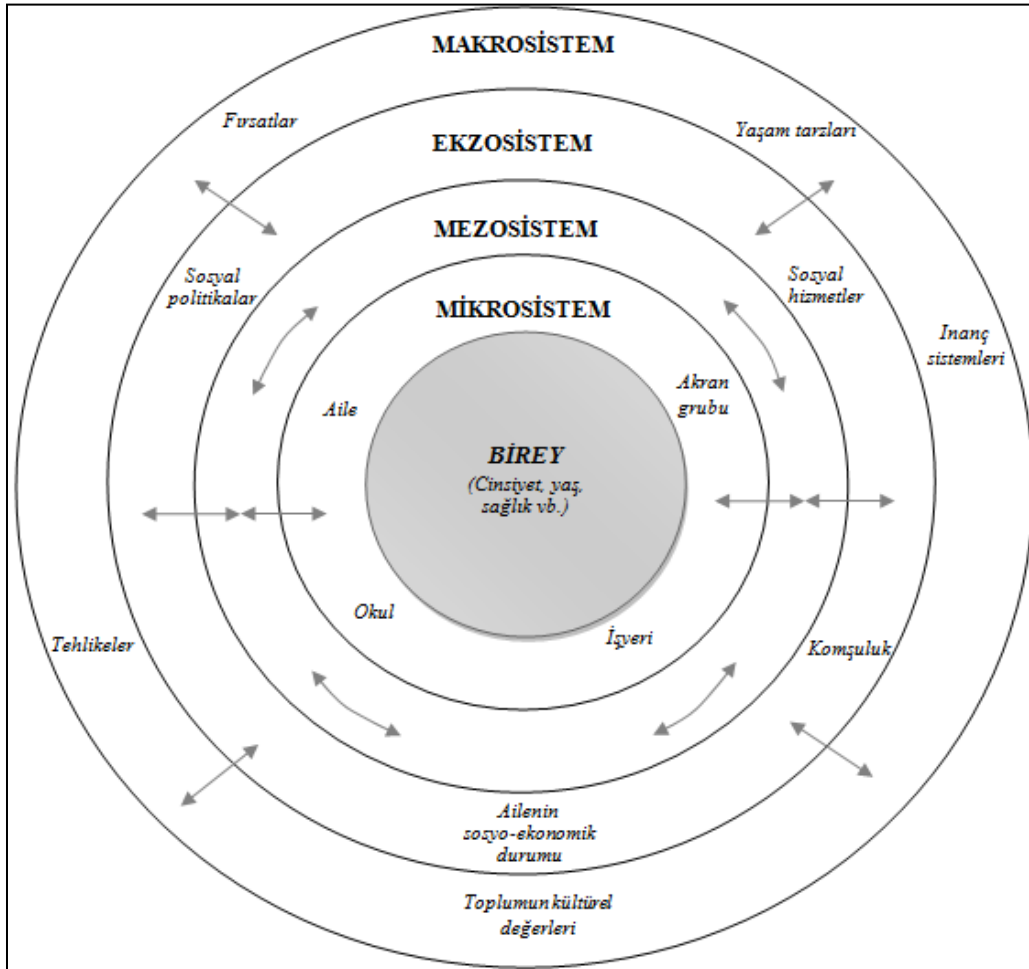 MAKROSİSTEM
Fırsatlar
Yaşam tarzları
EKZOSİSTEM
MEZOSİSTEM
Sosyal
politikalar
Sosyal
hizmetler
MİKROSİSTEM
İnanç
sistemleri
Aile
Akran
grubu
BİREY
(Cinsiyet, yaş,
sağlık vb.)
Okul
İşyeri
Tehlikeler
Komşuluk
Ailenin
sosyo-ekonomik
durumu
Toplumun kültürel
değerleri